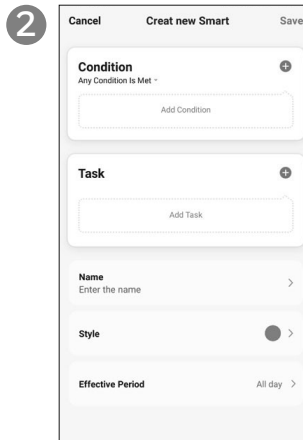 2
Cancel Creat new Smart Save
Condition
Any Condition Is Met
Add Condition
Task
Add Task
Name
Enter the name
Style
Effective Period All day